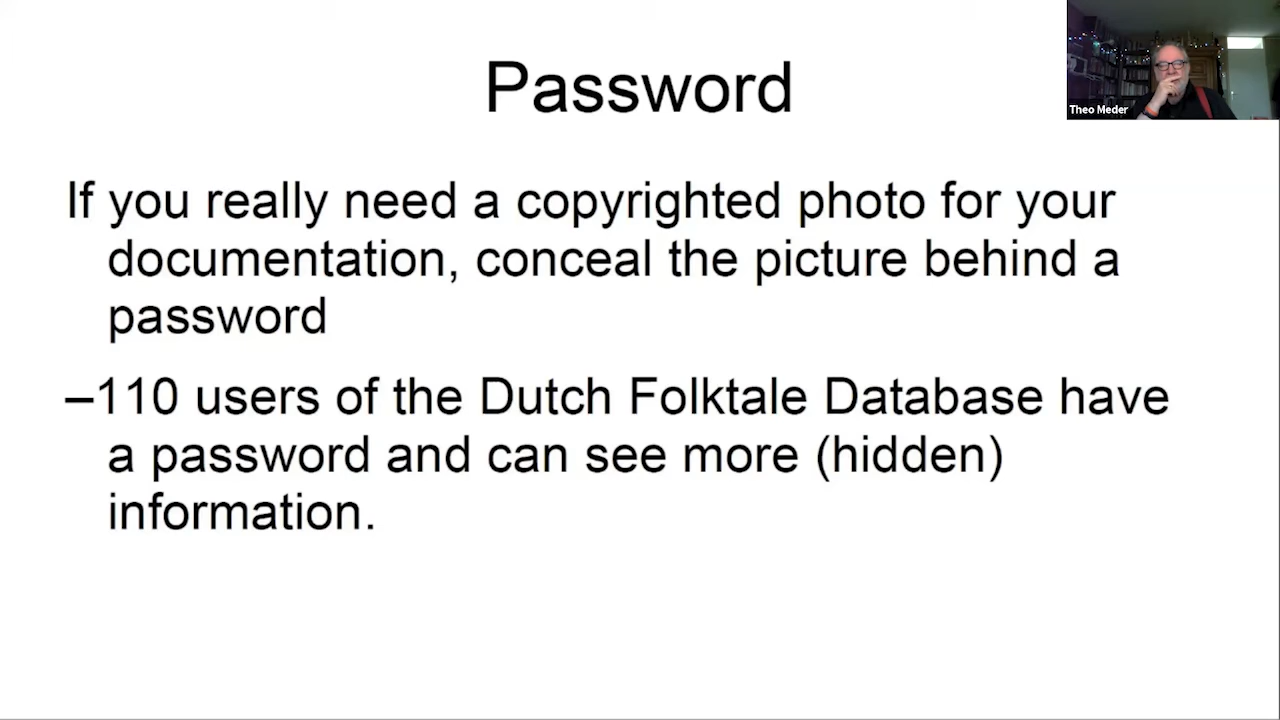 Password
If you really need a copyrighted photo for your
documentation, conceal the picture behind a
password
–110 users of the Dutch Folktale Database have
a password and can see more (hidden)
information.
Theo Meder